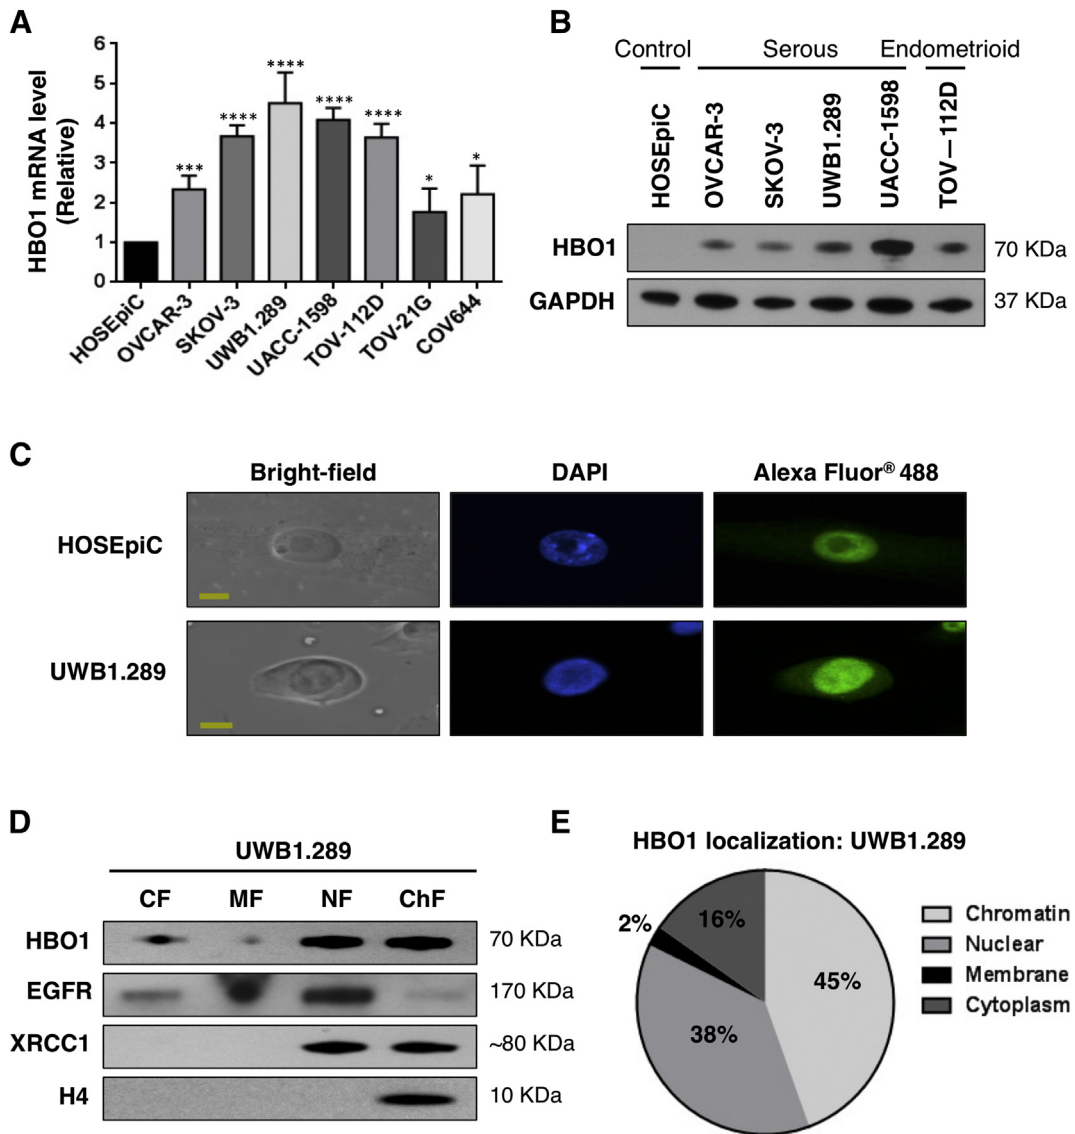 A
HBO1 mRNA level
(Relative)
6
5
4
3
2
1
0
***
****
****
****
****
*
*
HOSEpiC
OVCAR-3
SKOV-3
UWB1.289
UACC-1598
TOV-112D
TOV-21G
COV644
B
Control Serous Endometrioid
HOSEpiC
OVCAR-3
SKOV-3
UWB1.289
UACC-1598
TOV—112D
HBO1 70 KDa
GAPDH 37 KDa
C
Bright-field DAPI Alexa Fluor® 488
HOSEpiC
UWB1.289
D
UWB1.289
CF MF NF ChF
HBO1 70 KDa
EGFR 170 KDa
XRCC1 ~80 KDa
H4 10 KDa
E
HBO1 localization: UWB1.289
2%
16%
45%
38%
Chromatin
Nuclear
Membrane
Cytoplasm